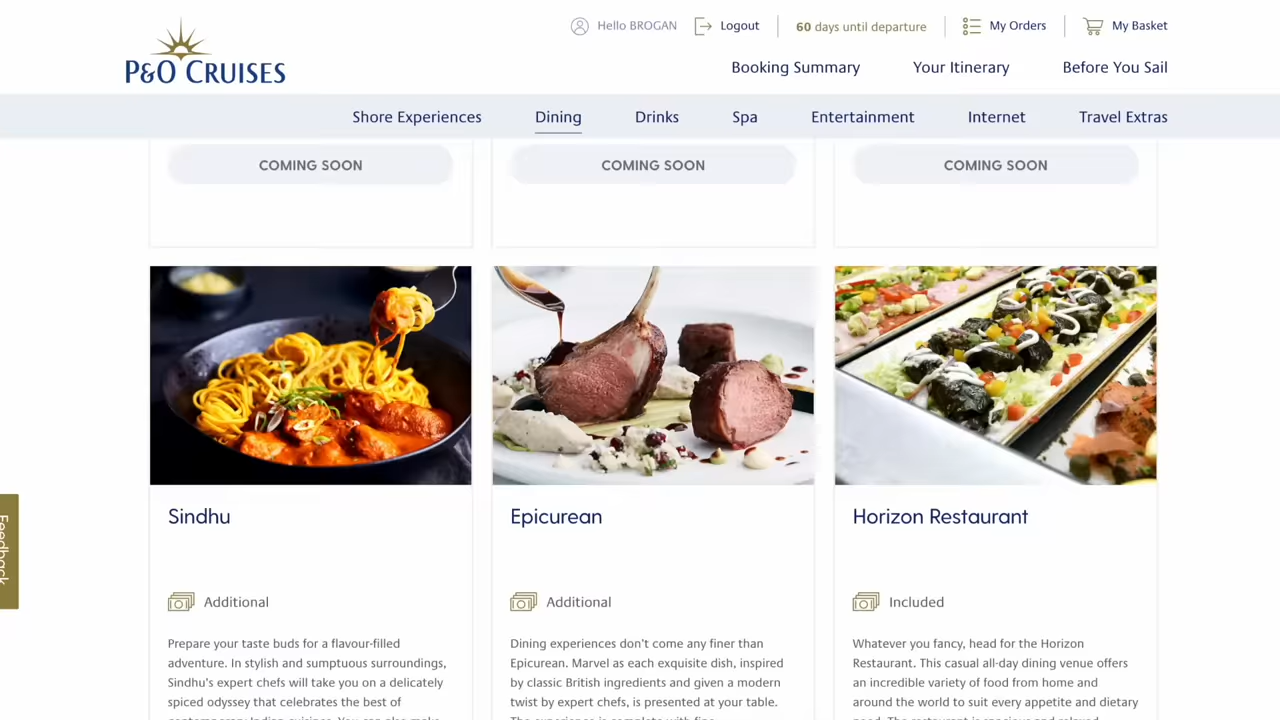 Hello BROGAN
Logout
60 days until departure
My Orders
My Basket
P&O CRUISES
Booking Summary
Your Itinerary
Before You Sail
Shore Experiences
Dining
Drinks
Spa
Entertainment
Internet
Travel Extras
COMING SOON
COMING SOON
COMING SOON
Feedback
Sindhu
Additional
Prepare your taste buds for a flavour-filled
adventure. In stylish and sumptuous surroundings,
Sindhu's expert chefs will take you on a delicately
spiced odyssey that celebrates the best of
Epicurean
Additional
Dining experiences don't come any finer than
Epicurean. Marvel as each exquisite dish, inspired
by classic British ingredients and given a modern
twist by expert chefs, is presented at your table.
Horizon Restaurant
Included
Whatever you fancy, head for the Horizon
Restaurant. This casual all-day dining venue offers
an incredible variety of food from home and
around the world to suit every appetite and dietary